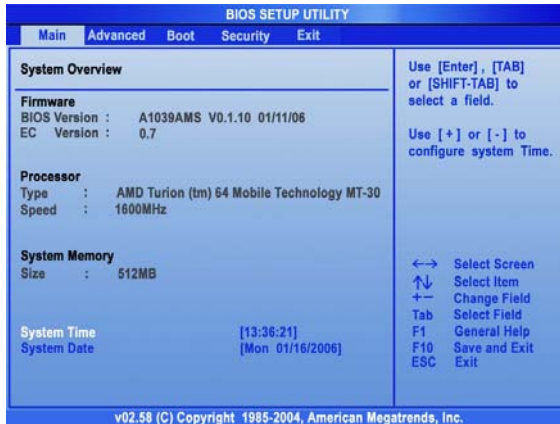 BIOS SETUP UTILITY
Main Advanced Boot Security Exit
System Overview
Firmware
BIOS Version : A1039AMS V0.1.10 01/11/06
EC Version : 0.7
Processor
Type : AMD Turion (tm) 64 Mobile Technology MT-30
Speed : 1600MHz
System Memory
Size : 512MB
System Time [13:36:21]
System Date [Mon 01/16/2006]
Use [Enter], [TAB]
or [SHIFT-TAB] to
select a field.
Use [+] or [-] to
configure system Time.
←→ Select Screen
↑↓ Select Item
+- Change Field
Tab Select Field
F1 General Help
F10 Save and Exit
ESC Exit
v02.58 (C) Copyright 1985-2004, American Megatrends, Inc.